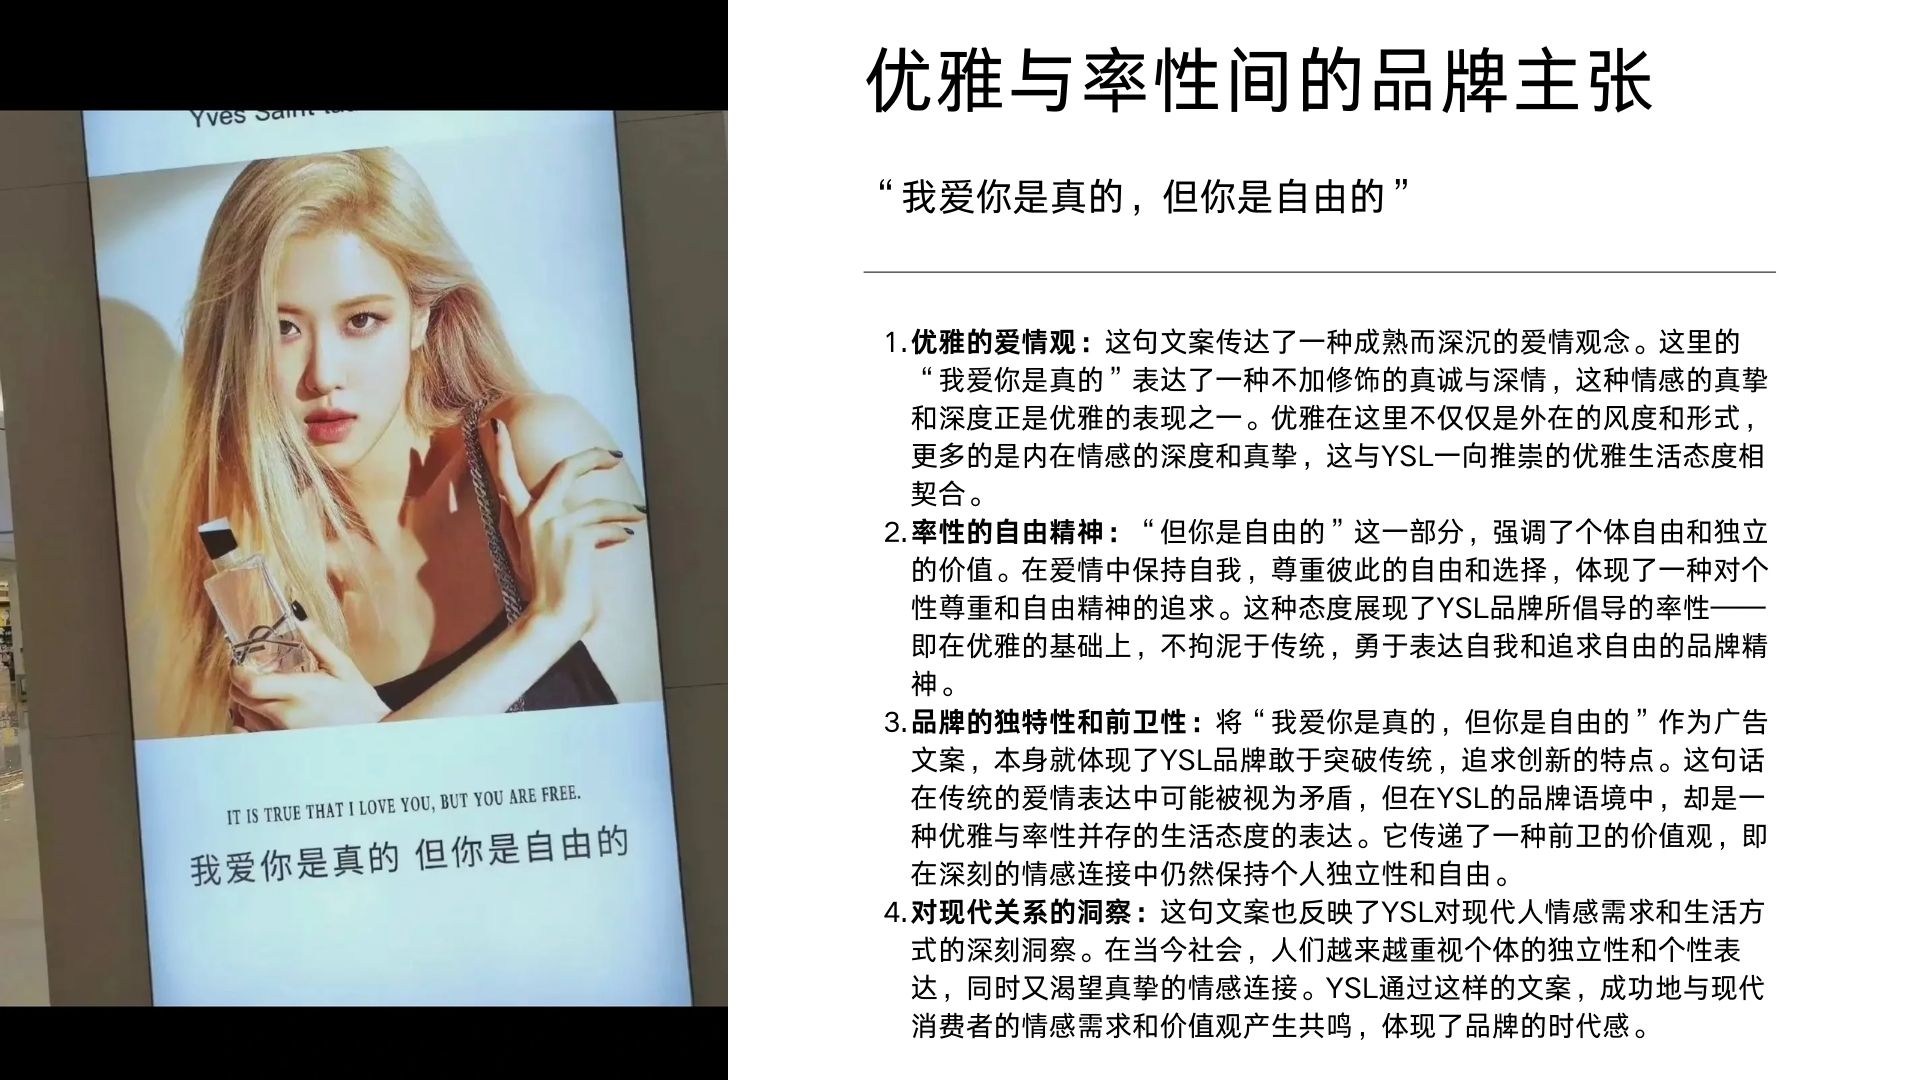 Yves Saint
IT IS TRUE THAT I LOVE YOU, BUT YOU ARE FREE.
我爱你是真的 但你是自由的
优雅与率性间的品牌主张
“我爱你是真的，但你是自由的”
1.优雅的爱情观：这句文案传达了一种成熟而深沉的爱情观念。这里的
“我爱你是真的”表达了一种不加修饰的真诚与深情，这种情感的真挚
和深度正是优雅的表现之一。优雅在这里不仅仅是外在的风度和形式，
更多的是内在情感的深度和真挚，这与YSL一向推崇的优雅生活态度相
契合。
2.率性的自由精神：“但你是自由的”这一部分，强调了个体自由和独立
的价值。在爱情中保持自我，尊重彼此的自由和选择，体现了一种对个
性尊重和自由精神的追求。这种态度展现了YSL品牌所倡导的率性——
即在优雅的基础上，不拘泥于传统，勇于表达自我和追求自由的品牌精
神。
3.品牌的独特性和前卫性：将“我爱你是真的，但你是自由的”作为广告
文案，本身就体现了YSL品牌敢于突破传统，追求创新的特点。这句话
在传统的爱情表达中可能被视为矛盾，但在YSL的品牌语境中，却是一
种优雅与率性并存的生活态度的表达。它传递了一种前卫的价值观，即
在深刻的情感连接中仍然保持个人独立性和自由。
4.对现代关系的洞察：这句文案也反映了YSL对现代人情感需求和生活方
式的深刻洞察。在当今社会，人们越来越重视个体的独立性和个性表
达，同时又渴望真挚的情感连接。YSL通过这样的文案，成功地与现代
消费者的情感需求和价值观产生共鸣，体现了品牌的时代感。